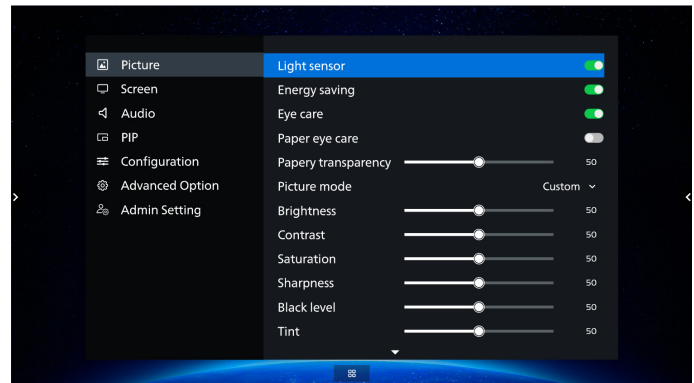 Picture
Screen
Audio
PIP
Configuration
Advanced Option
Admin Setting
Light sensor
Energy saving
Eye care
Paper eye care
Papery transparency 50
Picture mode Custom
Brightness 50
Contrast 50
Saturation 50
Sharpness 50
Black level 50
Tint 50